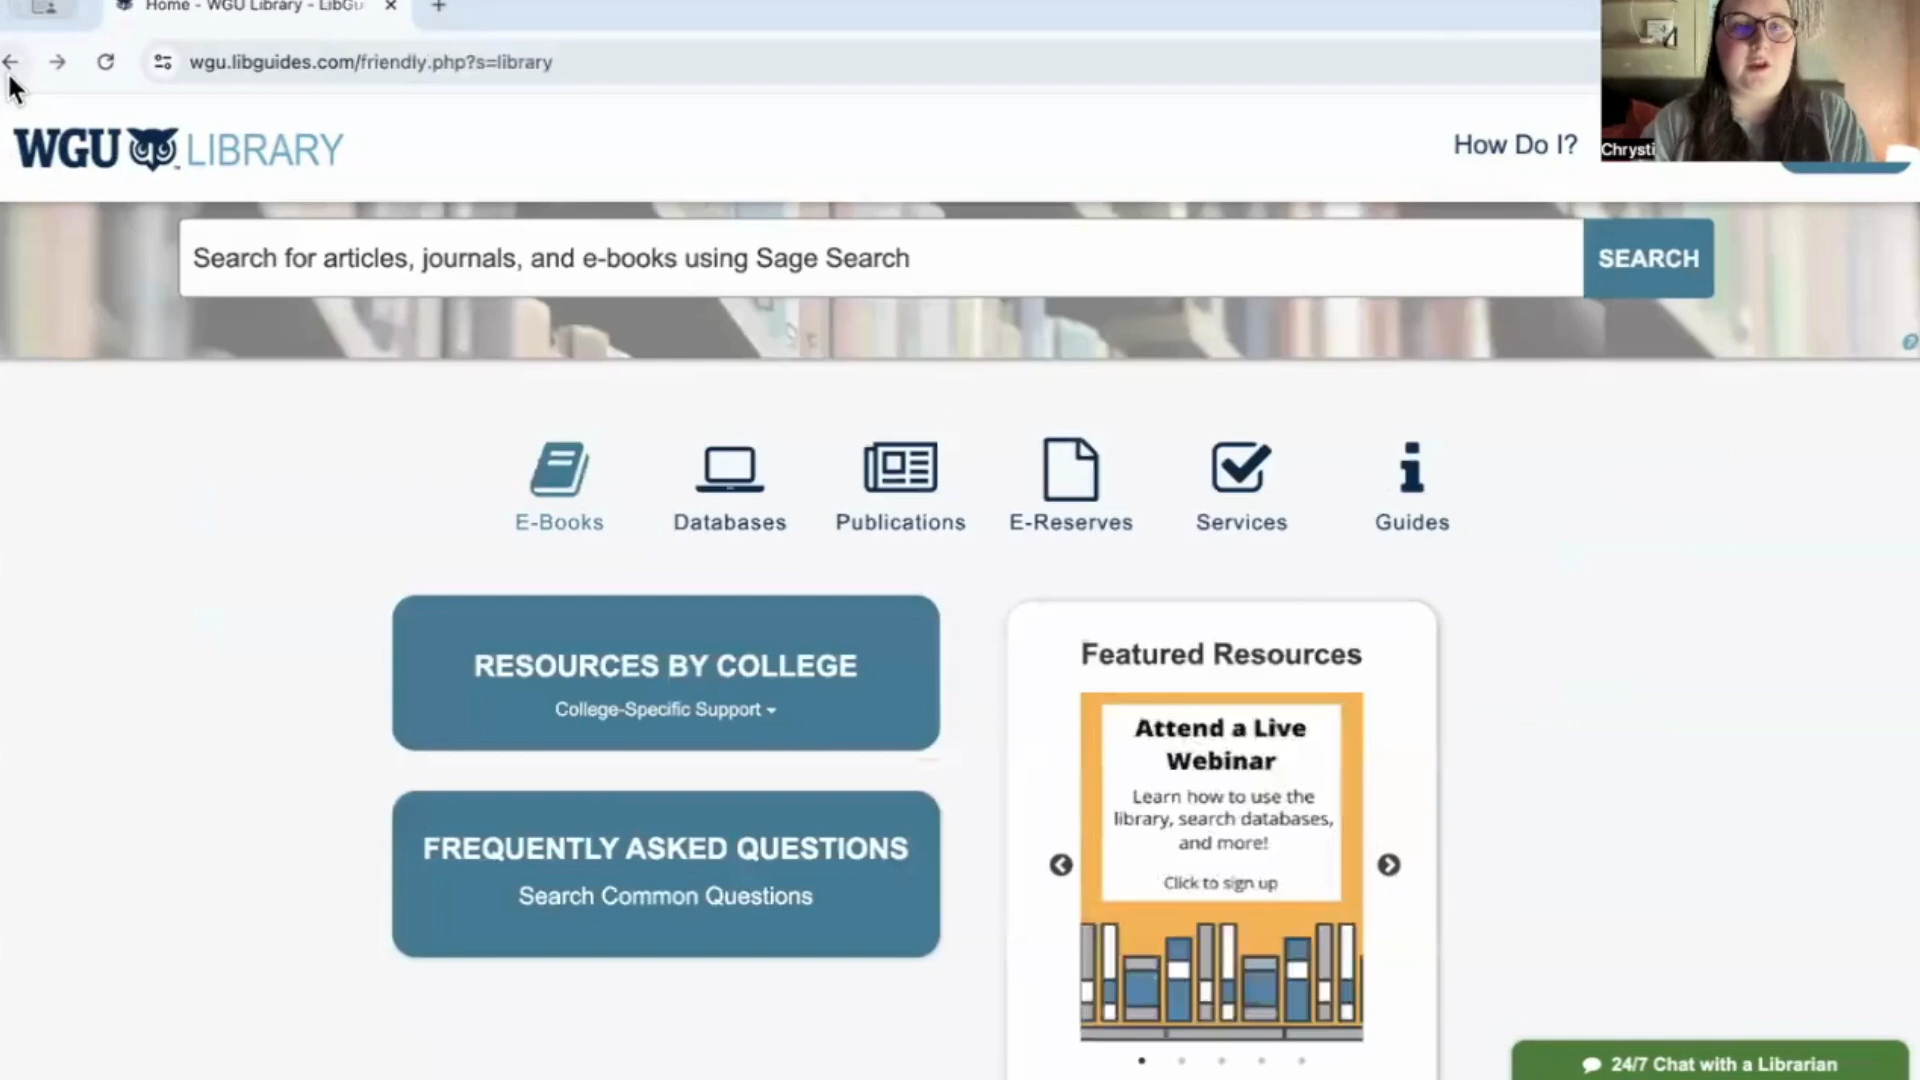 Home - WGU Library - LibGu
wgu.libguides.com/friendly.php?s=library
WGU LIBRARY
How Do I?
Chrysti
Search for articles, journals, and e-books using Sage Search
SEARCH
E-Books
Databases
Publications
E-Reserves
Services
Guides
RESOURCES BY COLLEGE
College-Specific Support
FREQUENTLY ASKED QUESTIONS
Search Common Questions
Featured Resources
Attend a Live
Webinar
Learn how to use the
library, search databases,
and more!
Click to sign up
24/7 Chat with a Librarian